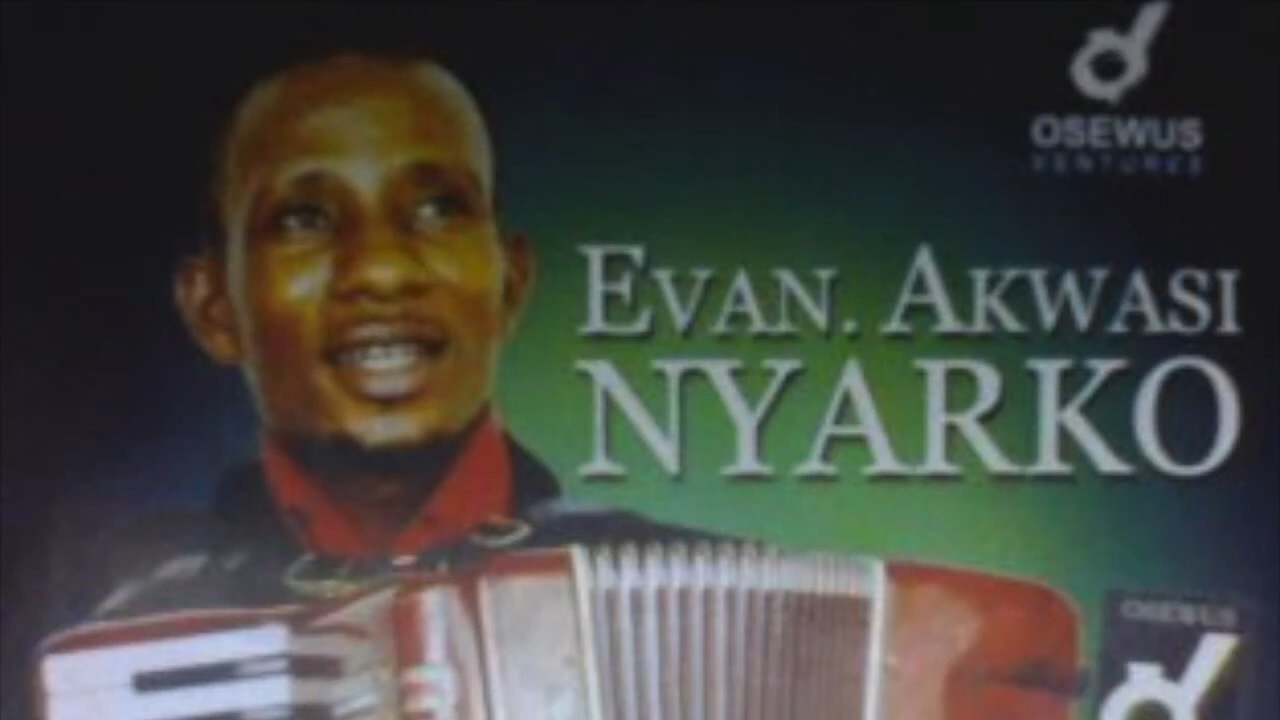 OSEWUS
VENTURES
EVAN. AKWASI
NYARKO
OSEWUS